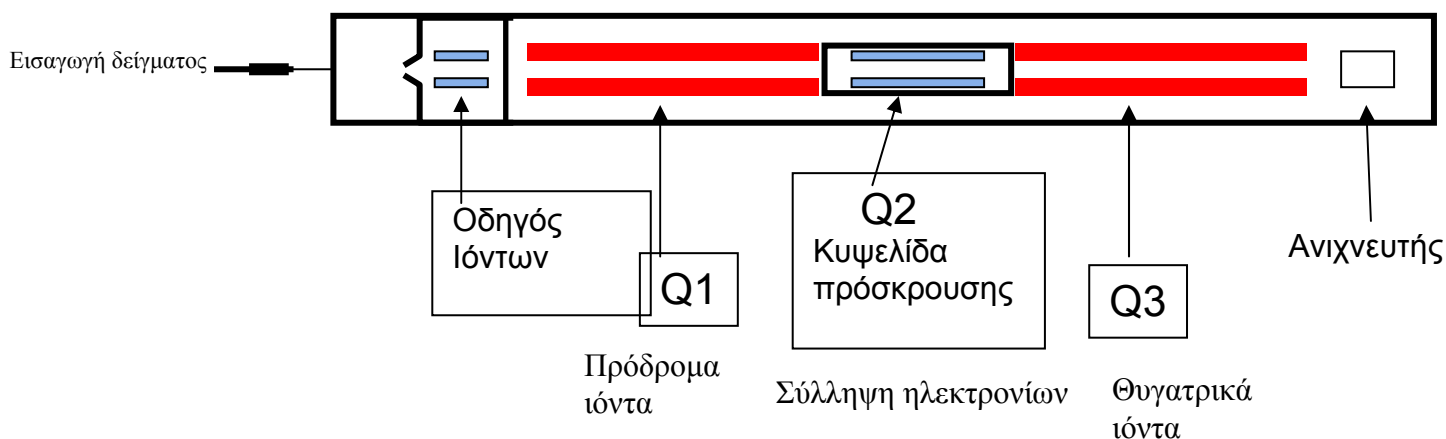 Εισαγωγή δείγματος
Οδηγός
Ιόντων
Q1
Πρόδρομα
ιόντα
Q2
Κυψελίδα
πρόσκρουσης
Σύλληψη ηλεκτρονίων
Q3
Θυγατρικά
ιόντα
Ανιχνευτής